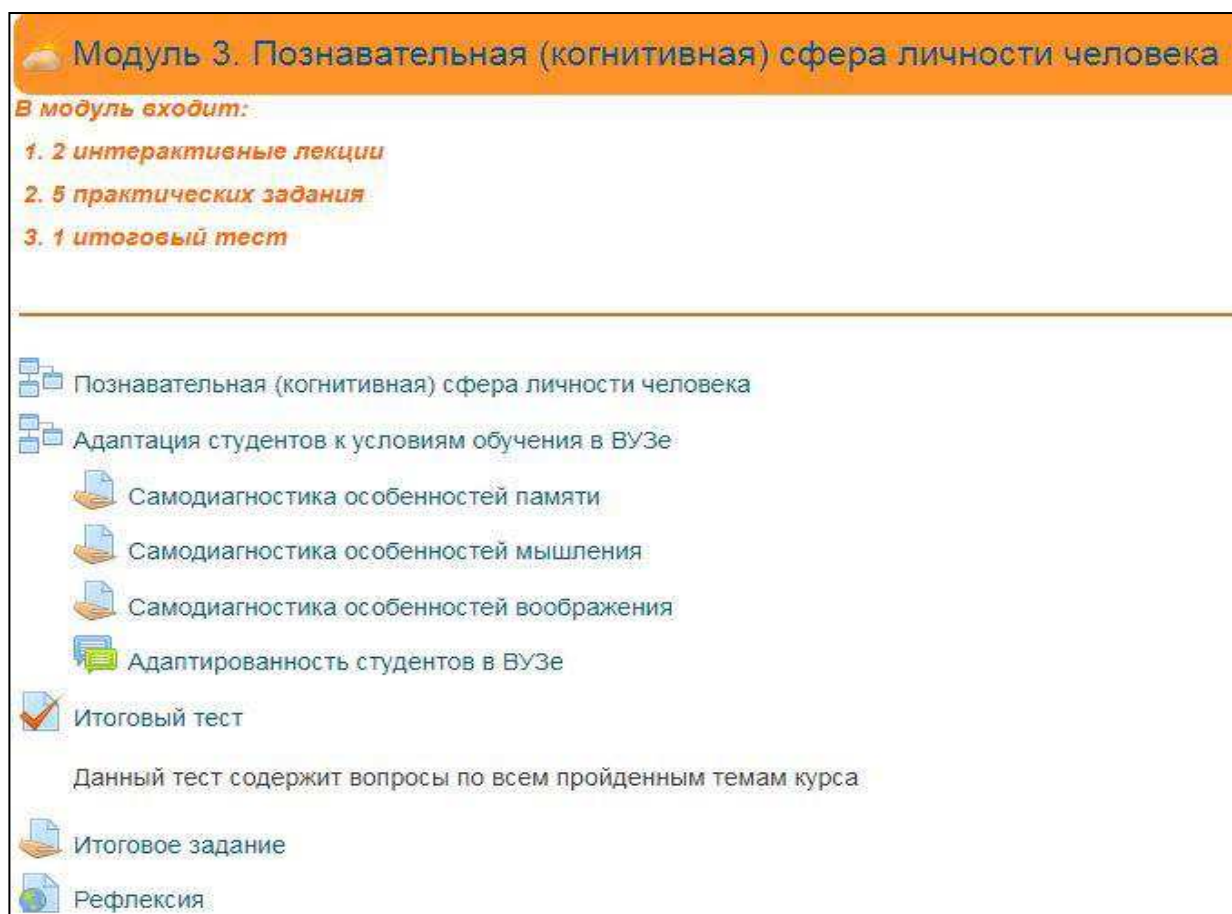 Модуль 3. Познавательная (когнитивная) сфера личности человека
В модуль входит:
1. 2 интерактивные лекции
2. 5 практических задания
3. 1 итоговый тест
Познавательная (когнитивная) сфера личности человека
Адаптация студентов к условиям обучения в ВУЗе
Самодиагностика особенностей памяти
Самодиагностика особенностей мышления
Самодиагностика особенностей воображения
Адаптированность студентов в ВУЗе
Итоговый тест
Данный тест содержит вопросы по всем пройденным темам курса
Итоговое задание
Рефлексия